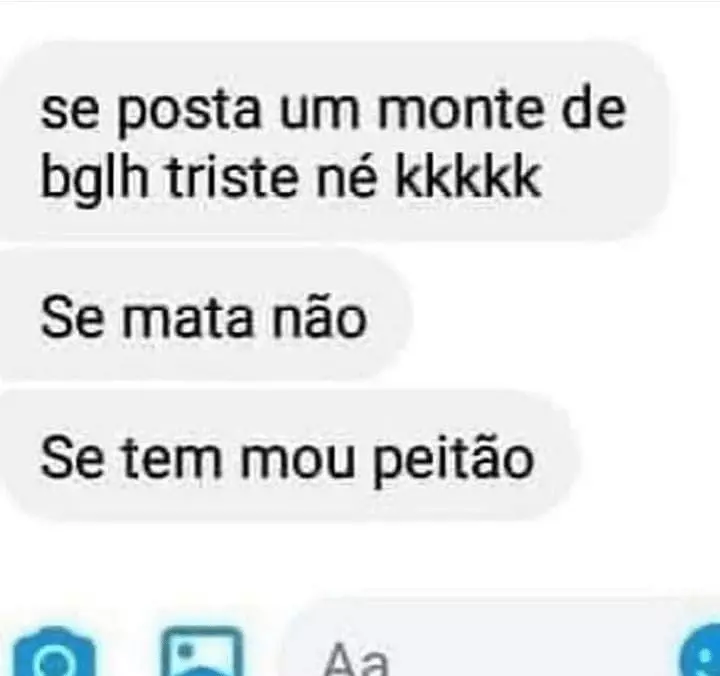 se posta um monte de
bglh triste né kkkkk
Se mata não
Se tem mou peitão
Aa